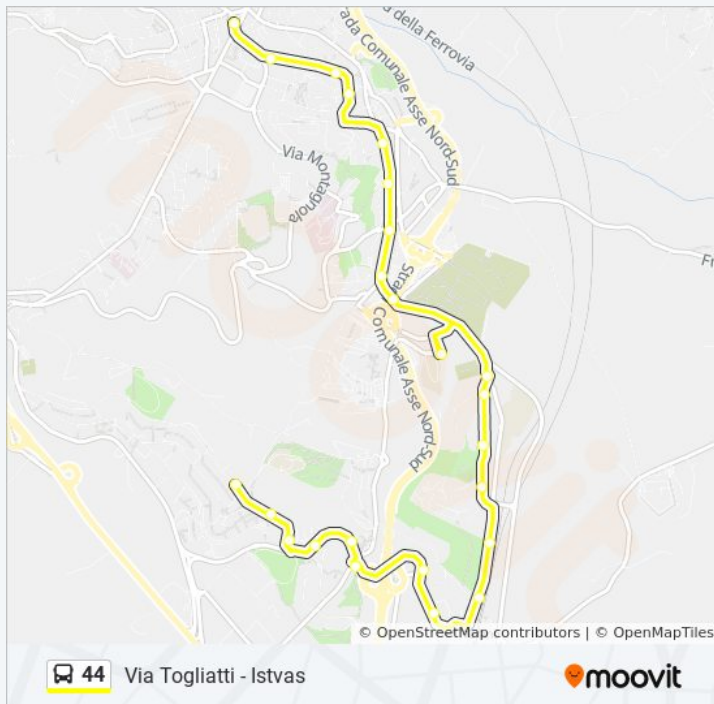 ada Comunale Asse Nord-Sud
a della Ferrovia
Via Montagnola
Stra
Fr
Comunale Asse Nord-Sud
© OpenStreetMap contributors | © OpenMapTiles
44 Via Togliatti - Istvas
moovit